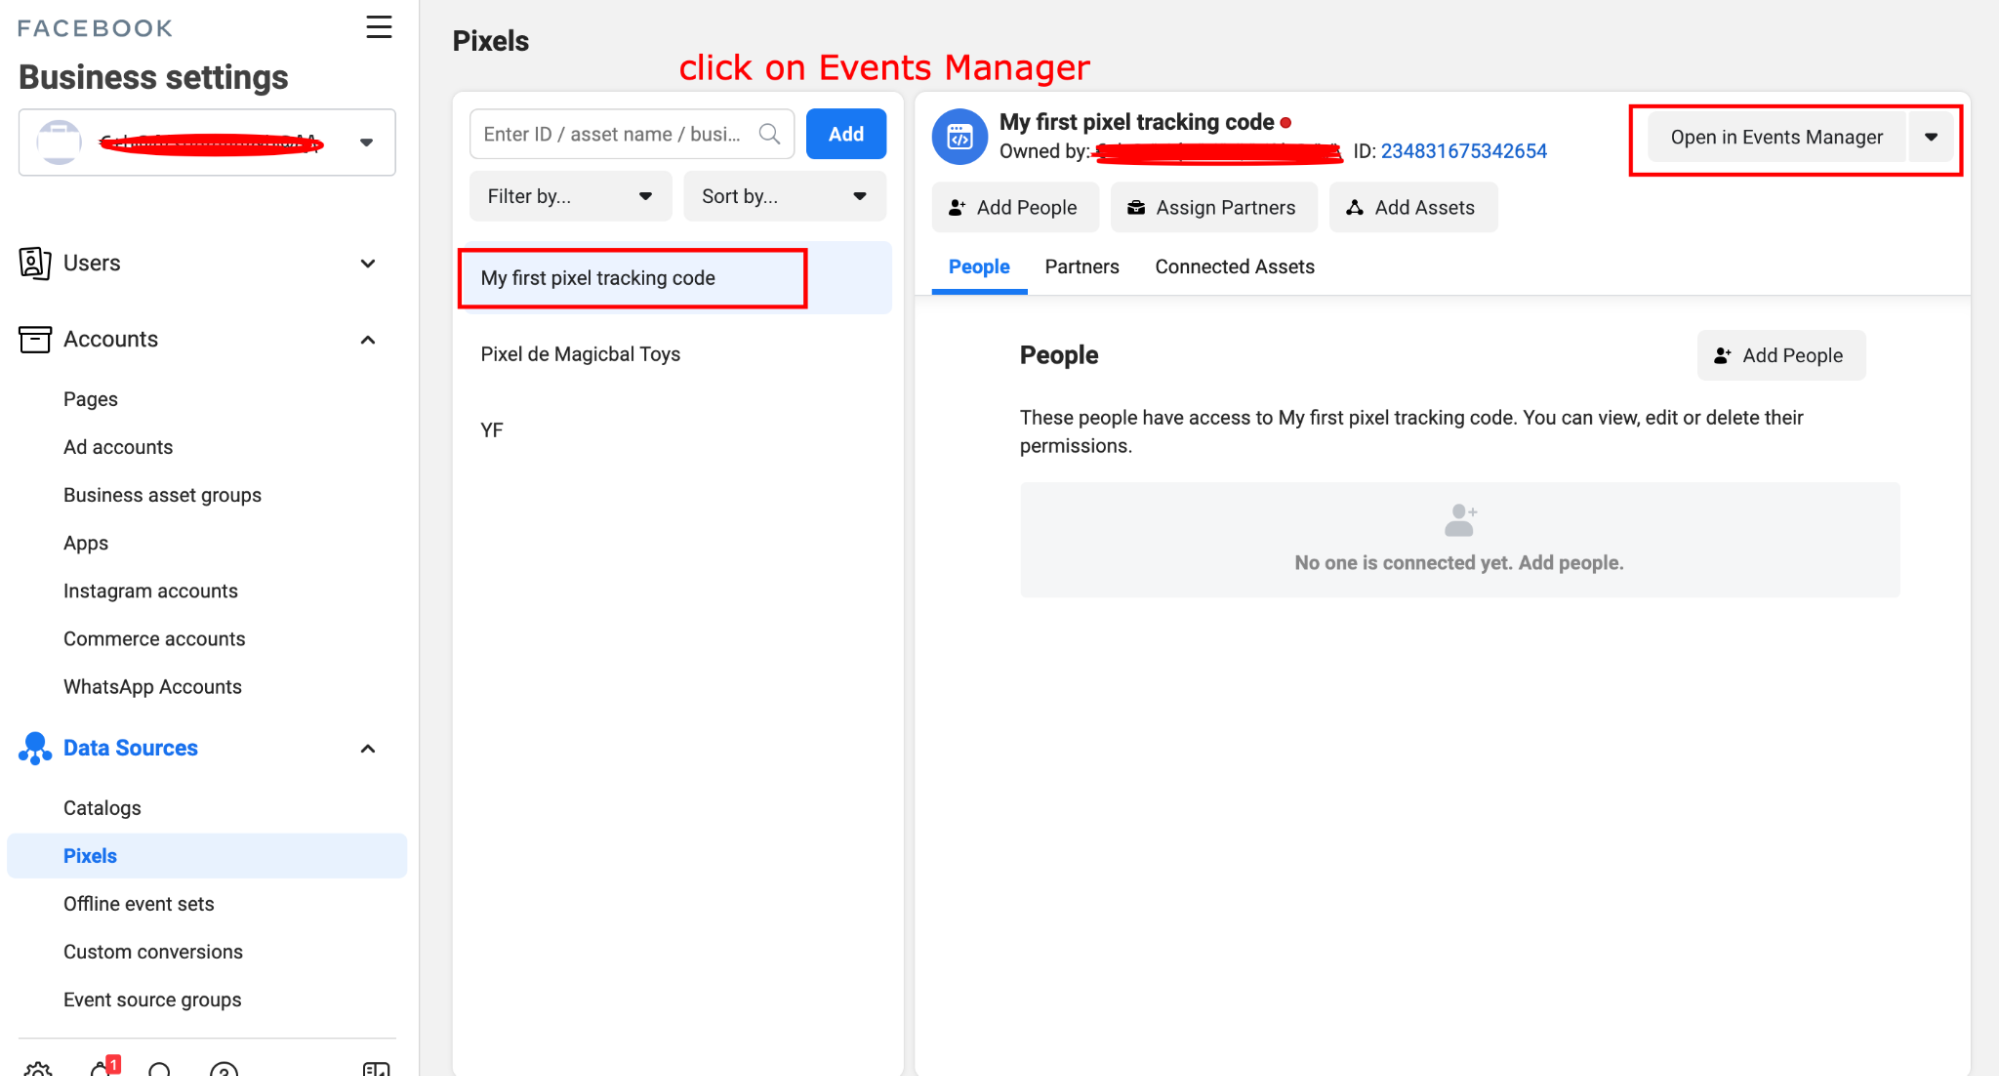 FACEBOOK
Business settings
Users
Accounts
Pages
Ad accounts
Business asset groups
Apps
Instagram accounts
Commerce accounts
WhatsApp Accounts
Data Sources
Catalogs
Pixels
Offline event sets
Custom conversions
Event source groups
1
Pixels
click on Events Manager
Enter ID / asset name / busi...
Add
Filter by...
Sort by...
My first pixel tracking code
Pixel de Magicbal Toys
YF
My first pixel tracking code
Owned by:
ID: 234831675342654
Open in Events Manager
Add People
Assign Partners
Add Assets
People
Partners
Connected Assets
People
Add People
These people have access to My first pixel tracking code. You can view, edit or delete their
permissions.
No one is connected yet. Add people.